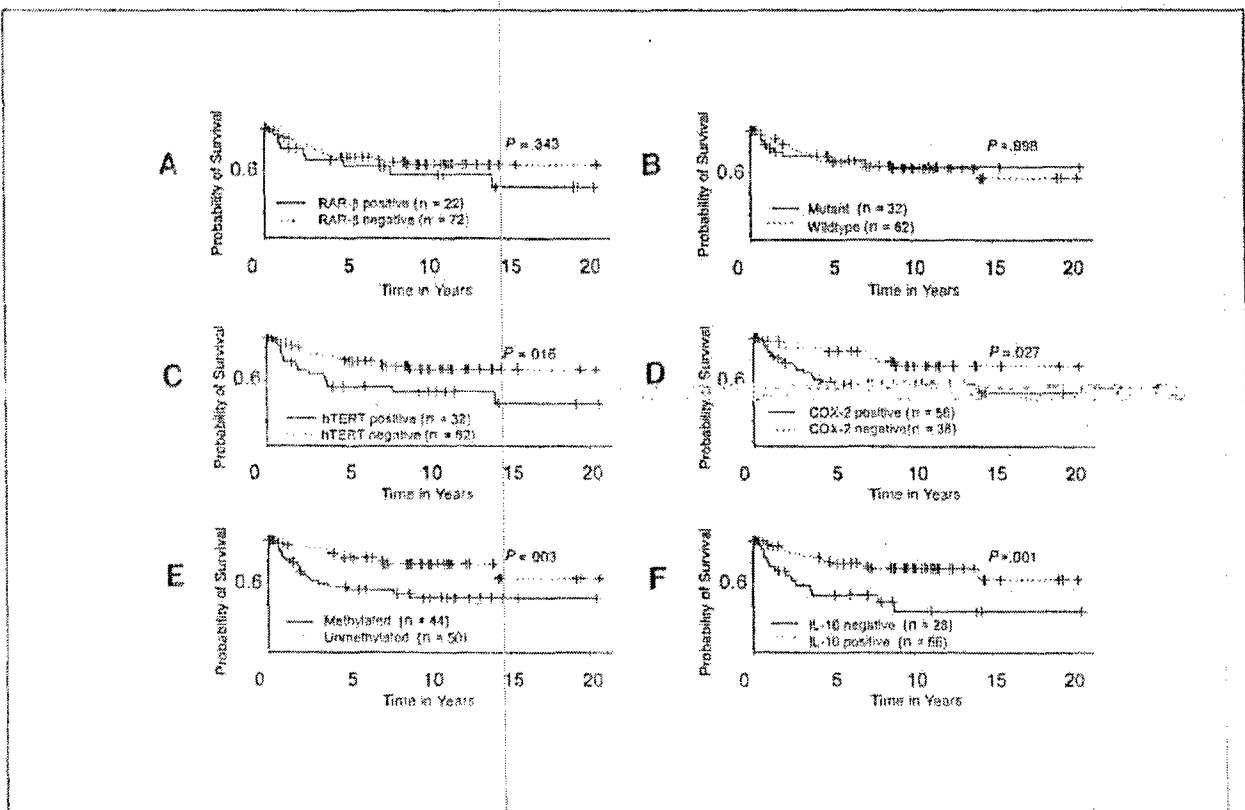 A
Probability of Survival
0.6
P = .343
RAR-β positive (n = 22)
RAR-β negative (n = 72)
0 5 10 15 20
Time in Years
B
Probability of Survival
0.6
P = .998
Mutant (n = 32)
Wildtype (n = 62)
0 5 10 15 20
Time in Years
C
Probability of Survival
0.6
P = .016
hTERT positive (n = 32)
hTERT negative (n = 62)
0 5 10 15 20
Time in Years
D
Probability of Survival
0.6
P = .027
COX-2 positive (n = 56)
COX-2 negative(n = 38)
0 5 10 15 20
Time in Years
E
Probability of Survival
0.6
P = .003
Methylated (n = 44)
Unmethylated (n = 50)
0 5 10 15 20
Time in Years
F
Probability of Survival
0.6
P = .001
IL-10 negative (n = 28)
IL-10 positive (n = 66)
0 5 10 15 20
Time in Years